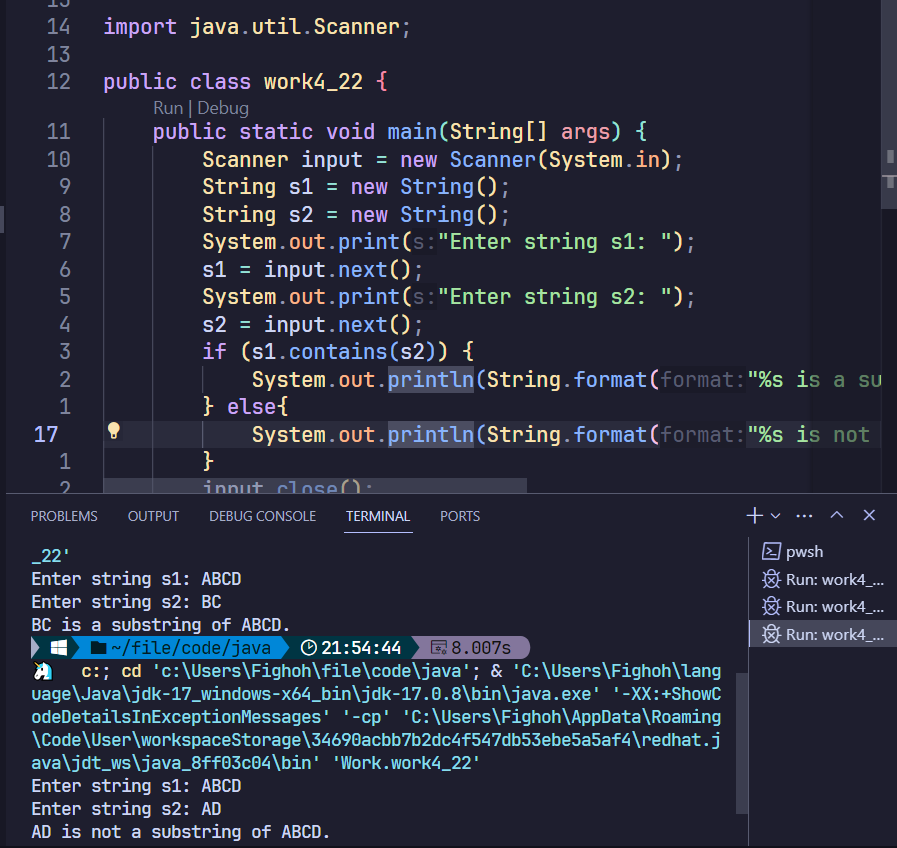 13
14 import java.util.Scanner;
13
12 public class work4_22 {
Run | Debug
11 public static void main(String[] args) {
10 Scanner input = new Scanner(System.in);
9 String s1 = new String();
8 String s2 = new String();
7 System.out.print(s:"Enter string s1: ");
6 s1 = input.next();
5 System.out.print(s:"Enter string s2: ");
4 s2 = input.next();
3 if (s1.contains(s2)) {
2 System.out.println(String.format(format:"%s is a su
1 } else{
17 System.out.println(String.format(format:"%s is not
1 }
2 input.close();
PROBLEMS OUTPUT DEBUG CONSOLE TERMINAL PORTS
_22'
Enter string s1: ABCD
Enter string s2: BC
BC is a substring of ABCD.
~/file/code/java 21:54:44 8.007s
c:; cd 'c:\Users\Fighoh\file\code\java'; & 'C:\Users\Fighoh\lang
uage\Java\jdk-17_windows-x64_bin\jdk-17.0.8\bin\java.exe' '-XX:+ShowC
odeDetailsInExceptionMessages' '-cp' 'C:\Users\Fighoh\AppData\Roaming
\Code\User\workspaceStorage\34690acbb7b2dc4f547db53ebe5a5af4\redhat.j
ava\jdt_ws\java_8ff03c04\bin' 'Work.work4_22'
Enter string s1: ABCD
Enter string s2: AD
AD is not a substring of ABCD.
pwsh
Run: work4_...
Run: work4_...
Run: work4_...